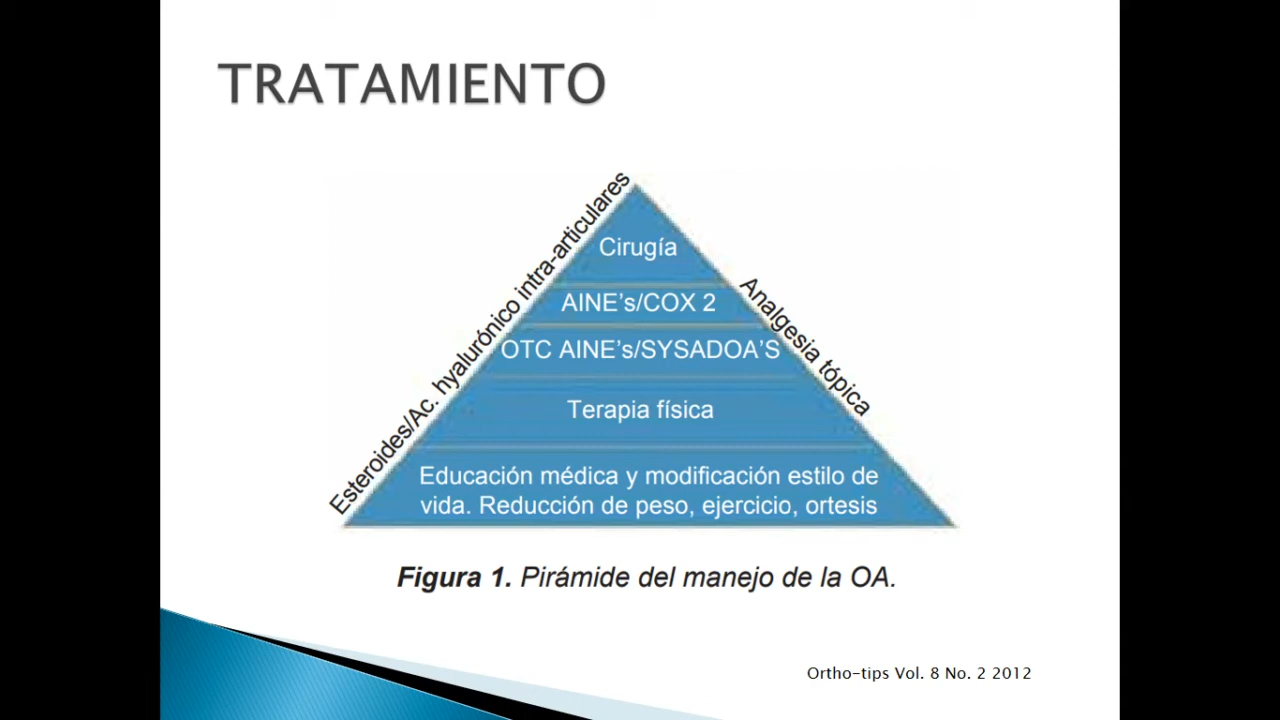 TRATAMIENTO
Esteroides/Ac. hyalurónico intra-articulares
Cirugía
AINE's/COX 2
Analgesia tópica
OTC AINE's/SYSADOA'S
Terapia física
Educación médica y modificación estilo de
vida. Reducción de peso, ejercicio, ortesis
Figura 1. Pirámide del manejo de la OA.
Ortho-tips Vol. 8 No. 2 2012